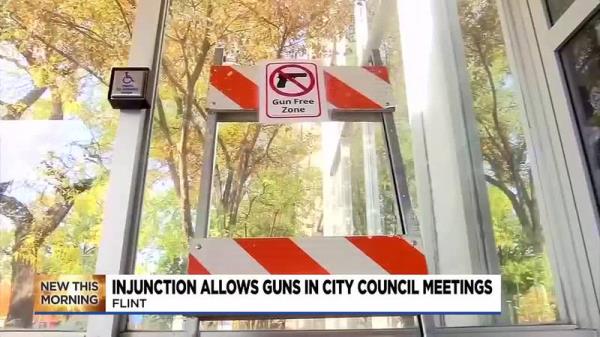 Gun Free
Zone
NEW THIS
MORNING
INJUNCTION ALLOWS GUNS IN CITY COUNCIL MEETINGS
FLINT